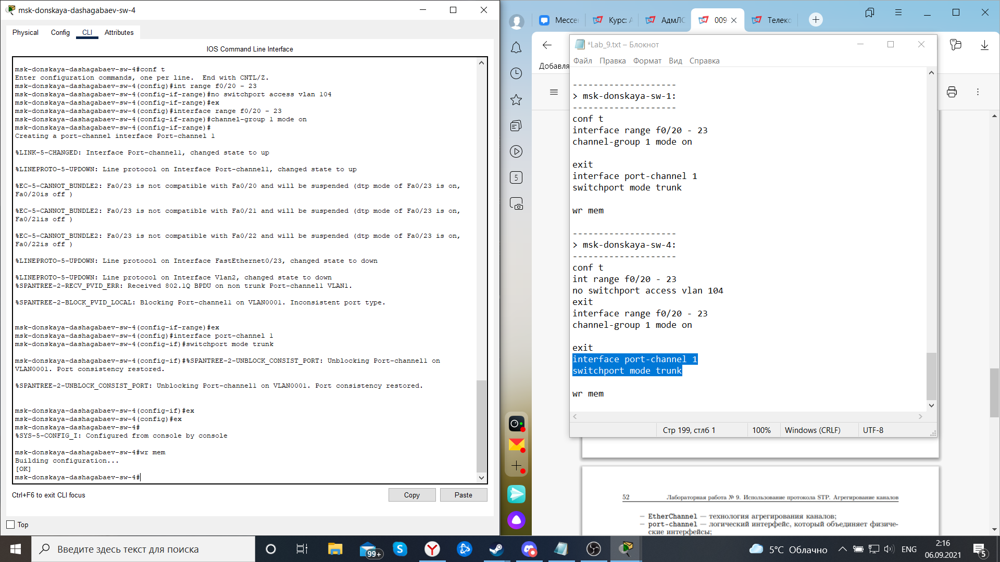 msk-donskaya-dashagabaev-sw-4
Physical
Config
CLI
Attributes
IOS Command Line Interface
msk-donskaya-dashagabaev-sw-4#conf t
Enter configuration commands, one per line.  End with CNTL/Z.
msk-donskaya-dashagabaev-sw-4(config)#int range f0/20 - 23
msk-donskaya-dashagabaev-sw-4(config-if-range)#no switchport access vlan 104
msk-donskaya-dashagabaev-sw-4(config-if-range)#ex
msk-donskaya-dashagabaev-sw-4(config)#interface range f0/20 - 23
msk-donskaya-dashagabaev-sw-4(config-if-range)#channel-group 1 mode on
msk-donskaya-dashagabaev-sw-4(config-if-range)#
Creating a port-channel interface Port-channel 1
%LINK-5-CHANGED: Interface Port-channel1, changed state to up
%LINEPROTO-5-UPDOWN: Line protocol on Interface Port-channel1, changed state to up
%EC-5-CANNOT_BUNDLE2: Fa0/23 is not compatible with Fa0/20 and will be suspended (dtp mode of Fa0/23 is on,
Fa0/20is off )
%EC-5-CANNOT_BUNDLE2: Fa0/23 is not compatible with Fa0/21 and will be suspended (dtp mode of Fa0/23 is on,
Fa0/21is off )
%EC-5-CANNOT_BUNDLE2: Fa0/23 is not compatible with Fa0/22 and will be suspended (dtp mode of Fa0/23 is on,
Fa0/22is off )
%LINEPROTO-5-UPDOWN: Line protocol on Interface FastEthernet0/23, changed state to down
%LINEPROTO-5-UPDOWN: Line protocol on Interface Vlan2, changed state to down
%SPANTREE-2-RECV_PVID_ERR: Received 802.1Q BPDU on non trunk Port-channel1 VLAN1.
%SPANTREE-2-BLOCK_PVID_LOCAL: Blocking Port-channel1 on VLAN0001. Inconsistent port type.
msk-donskaya-dashagabaev-sw-4(config-if-range)#ex
msk-donskaya-dashagabaev-sw-4(config)#interface port-channel 1
msk-donskaya-dashagabaev-sw-4(config-if)#switchport mode trunk
msk-donskaya-dashagabaev-sw-4(config-if)#%SPANTREE-2-UNBLOCK_CONSIST_PORT: Unblocking Port-channel1 on
VLAN0001. Port consistency restored.
%SPANTREE-2-UNBLOCK_CONSIST_PORT: Unblocking Port-channel1 on VLAN0001. Port consistency restored.
msk-donskaya-dashagabaev-sw-4(config-if)#ex
msk-donskaya-dashagabaev-sw-4(config)#ex
msk-donskaya-dashagabaev-sw-4#
%SYS-5-CONFIG_I: Configured from console by console
msk-donskaya-dashagabaev-sw-4#wr mem
Building configuration...
[OK]
msk-donskaya-dashagabaev-sw-4#
Ctrl+F6 to exit CLI focus
Copy
Paste
Top
Мессе
Курс: А
АдмЛС
009
Телекс
Добавля
5
*Lab_9.txt – Блокнот
Файл Правка Формат Вид Справка
--------------------
> msk-donskaya-sw-1:
--------------------
conf t
interface range f0/20 - 23
channel-group 1 mode on
exit
interface port-channel 1
switchport mode trunk
wr mem
--------------------
> msk-donskaya-sw-4:
--------------------
conf t
int range f0/20 - 23
no switchport access vlan 104
exit
interface range f0/20 - 23
channel-group 1 mode on
exit
interface port-channel 1
switchport mode trunk
wr mem
Стр 199, стлб 1
100%
Windows (CRLF)
UTF-8
52 Лабораторная работа № 9. Использование протокола STP. Агрегирование каналов
— EtherChannel — технология агрегирования каналов;
— port-channel — логический интерфейс, который объединяет физиче-
ские интерфейсы;
Введите здесь текст для поиска
99+
5°C Облачно
ENG
2:16
06.09.2021
5